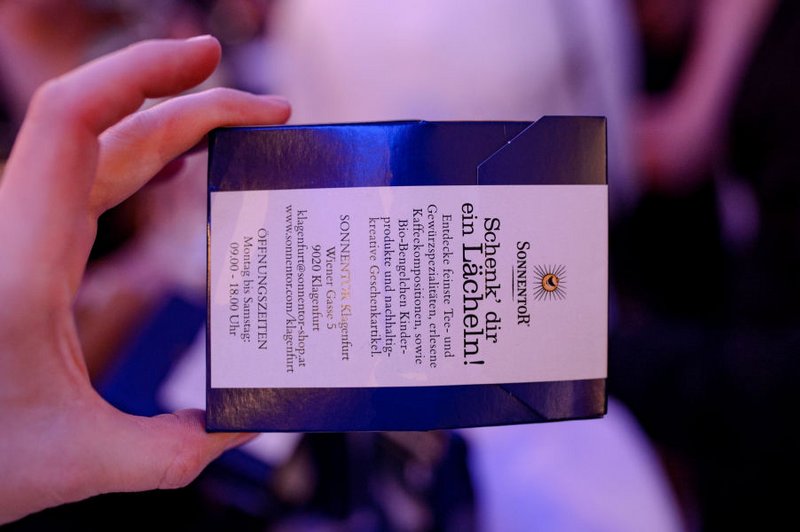 SONNENTOR®
Schenk' dir
ein Lächeln!
Entdecke feinste Tee- und
Gewürzspezialitäten, erlesene
Kaffeekompositionen, sowie
Bio-Bengelchen Kinder-
produkte und nachhaltig-
kreative Geschenkartikel.
SONNENTOR Klagenfurt
Wiener Gasse 5
9020 Klagenfurt
klagenfurt@sonnentor-shop.at
www.sonnentor.com/klagenfurt
ÖFFNUNGSZEITEN
Montag bis Samstag:
09.00 - 18.00 Uhr